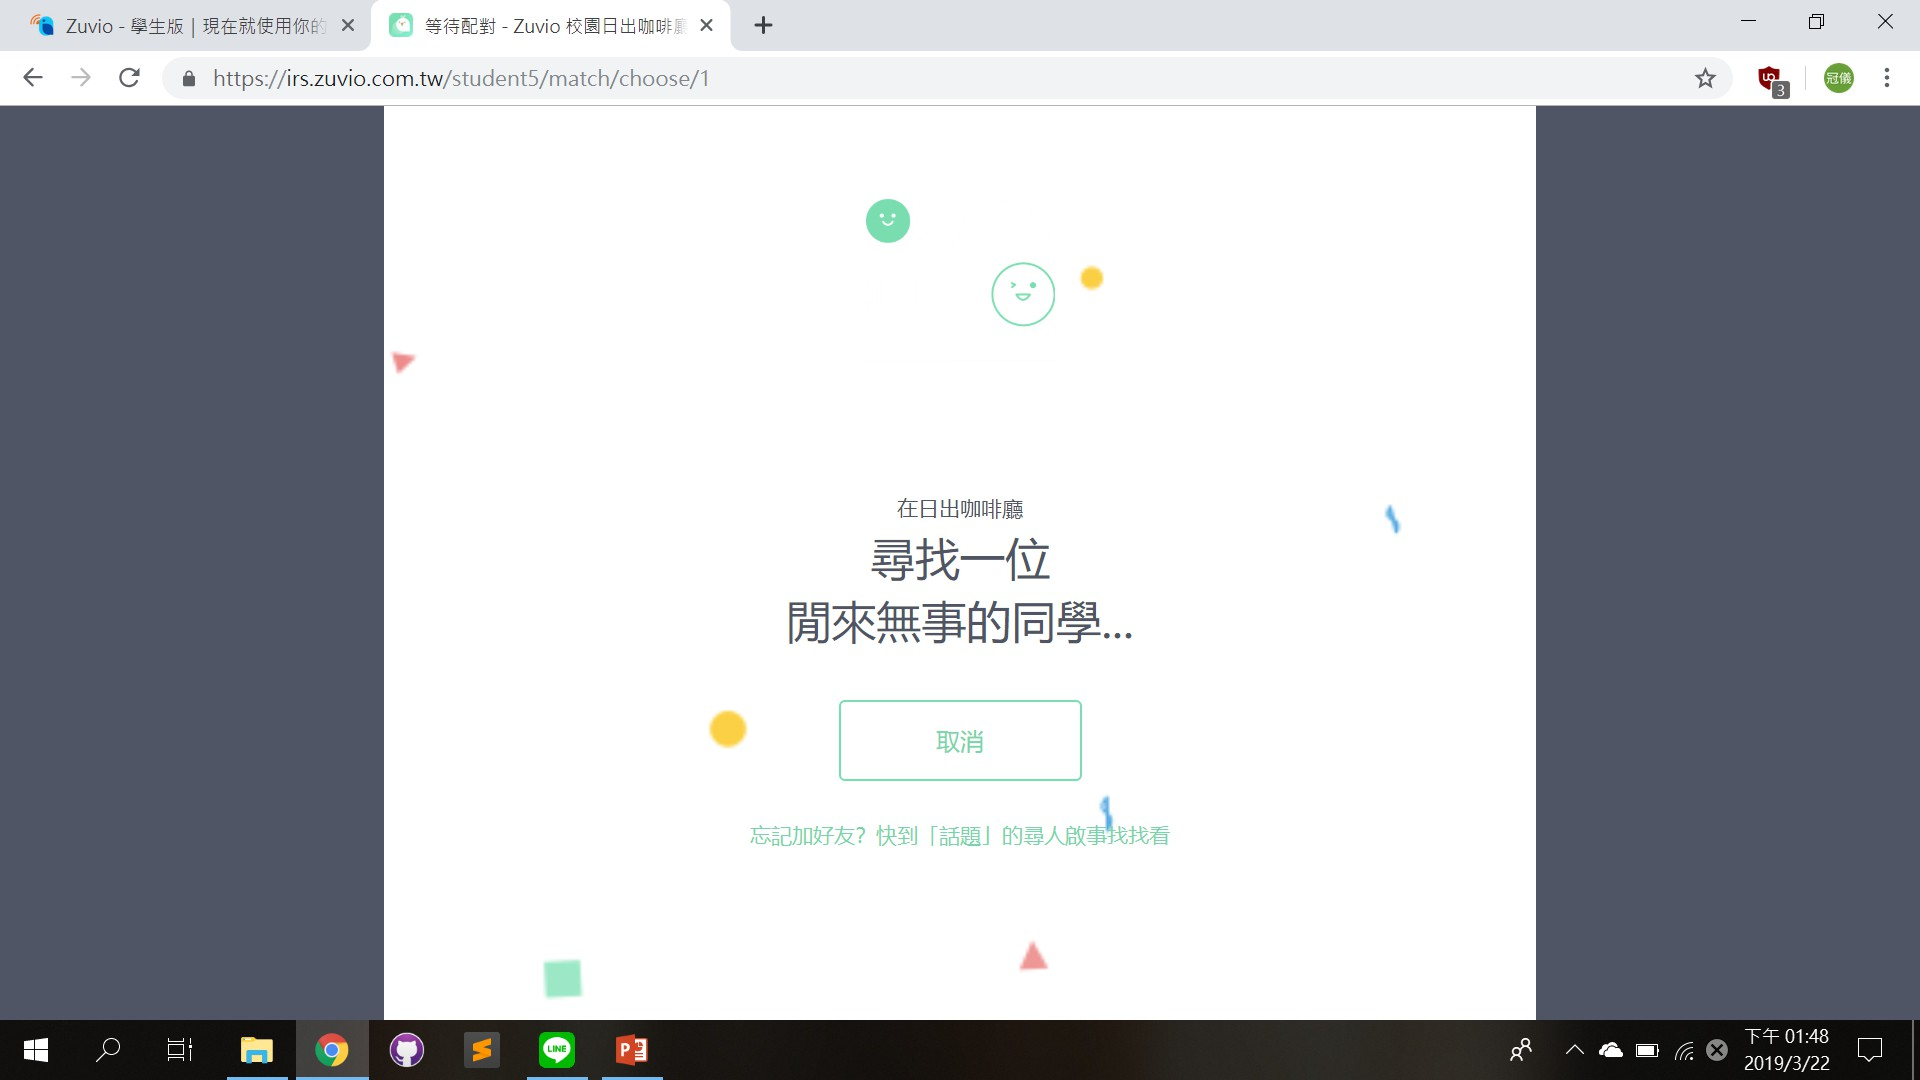 Zuvio - 學生版 | 現在就使用你的
等待配對 - Zuvio 校園日出咖啡廳
https://irs.zuvio.com.tw/student5/match/choose/1
3
冠儀
在日出咖啡廳
尋找一位
閒來無事的同學...
取消
忘記加好友？快到「話題」的尋人啟事找找看
LINE
下午 01:48
2019/3/22